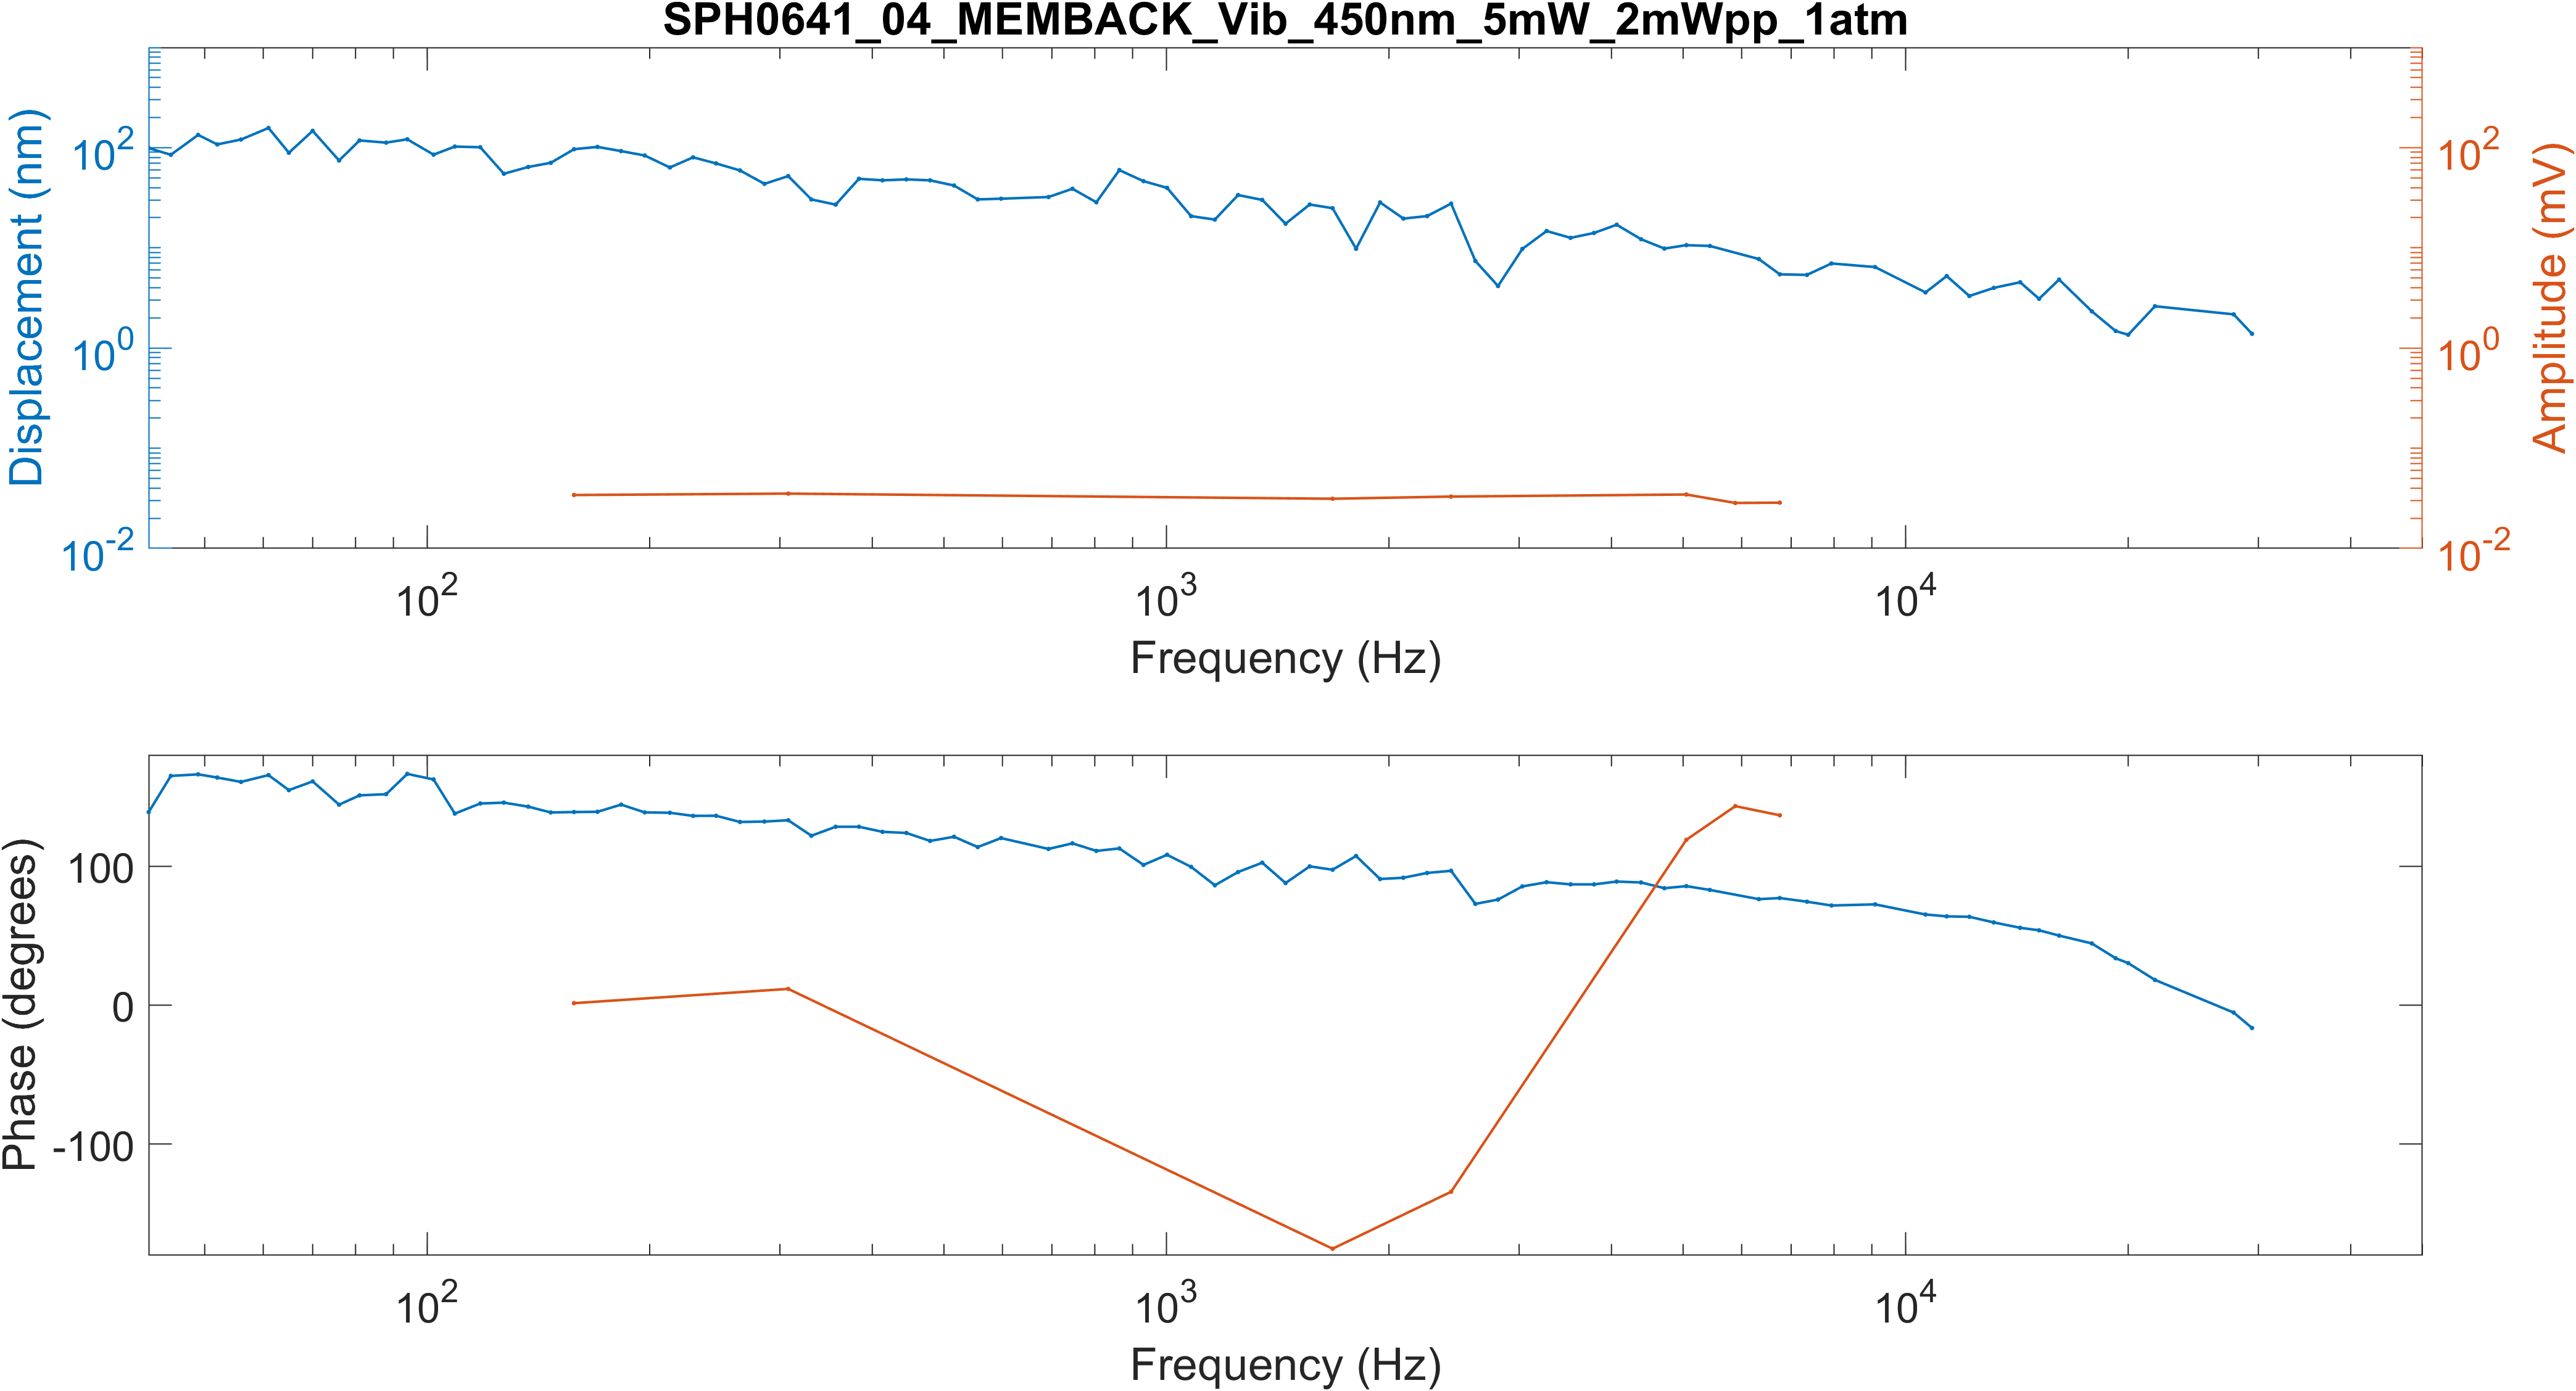 SPH0641_04_MEMBACK_Vib_450nm_5mW_2mWpp_1atm
Displacement (nm)
10^2
10^0
10^-2
Amplitude (mV)
10^2
10^0
10^-2
10^2 10^3 10^4
Frequency (Hz)
Phase (degrees)
100
0
-100
10^2 10^3 10^4
Frequency (Hz)